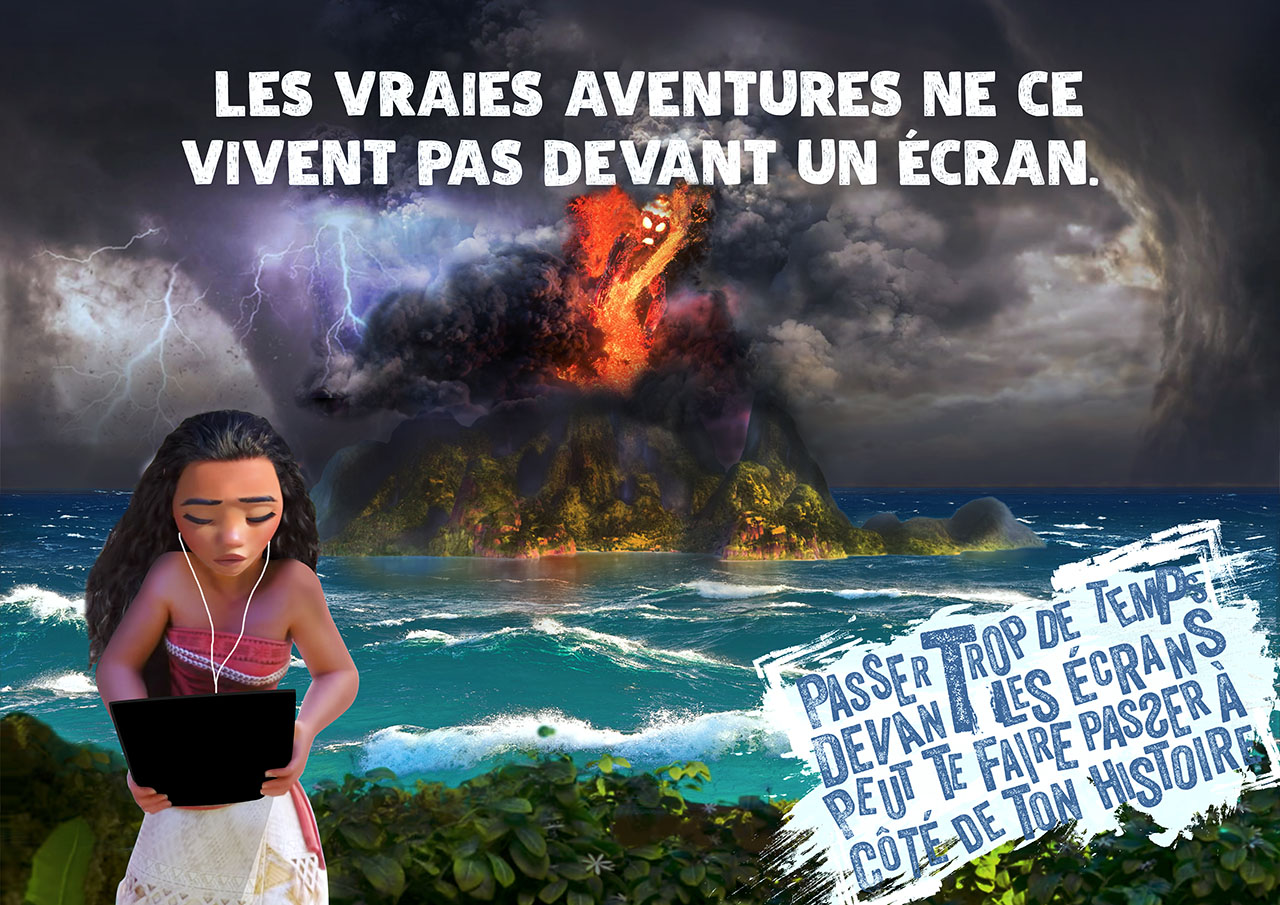 LES VRAIES AVENTURES NE CE
VIVENT PAS DEVANT UN ÉCRAN.
PASSER TROP DE TEMPS
DEVANT LES ÉCRANS
PEUT TE FAIRE PASSER À
CÔTÉ DE TON HISTOIRE